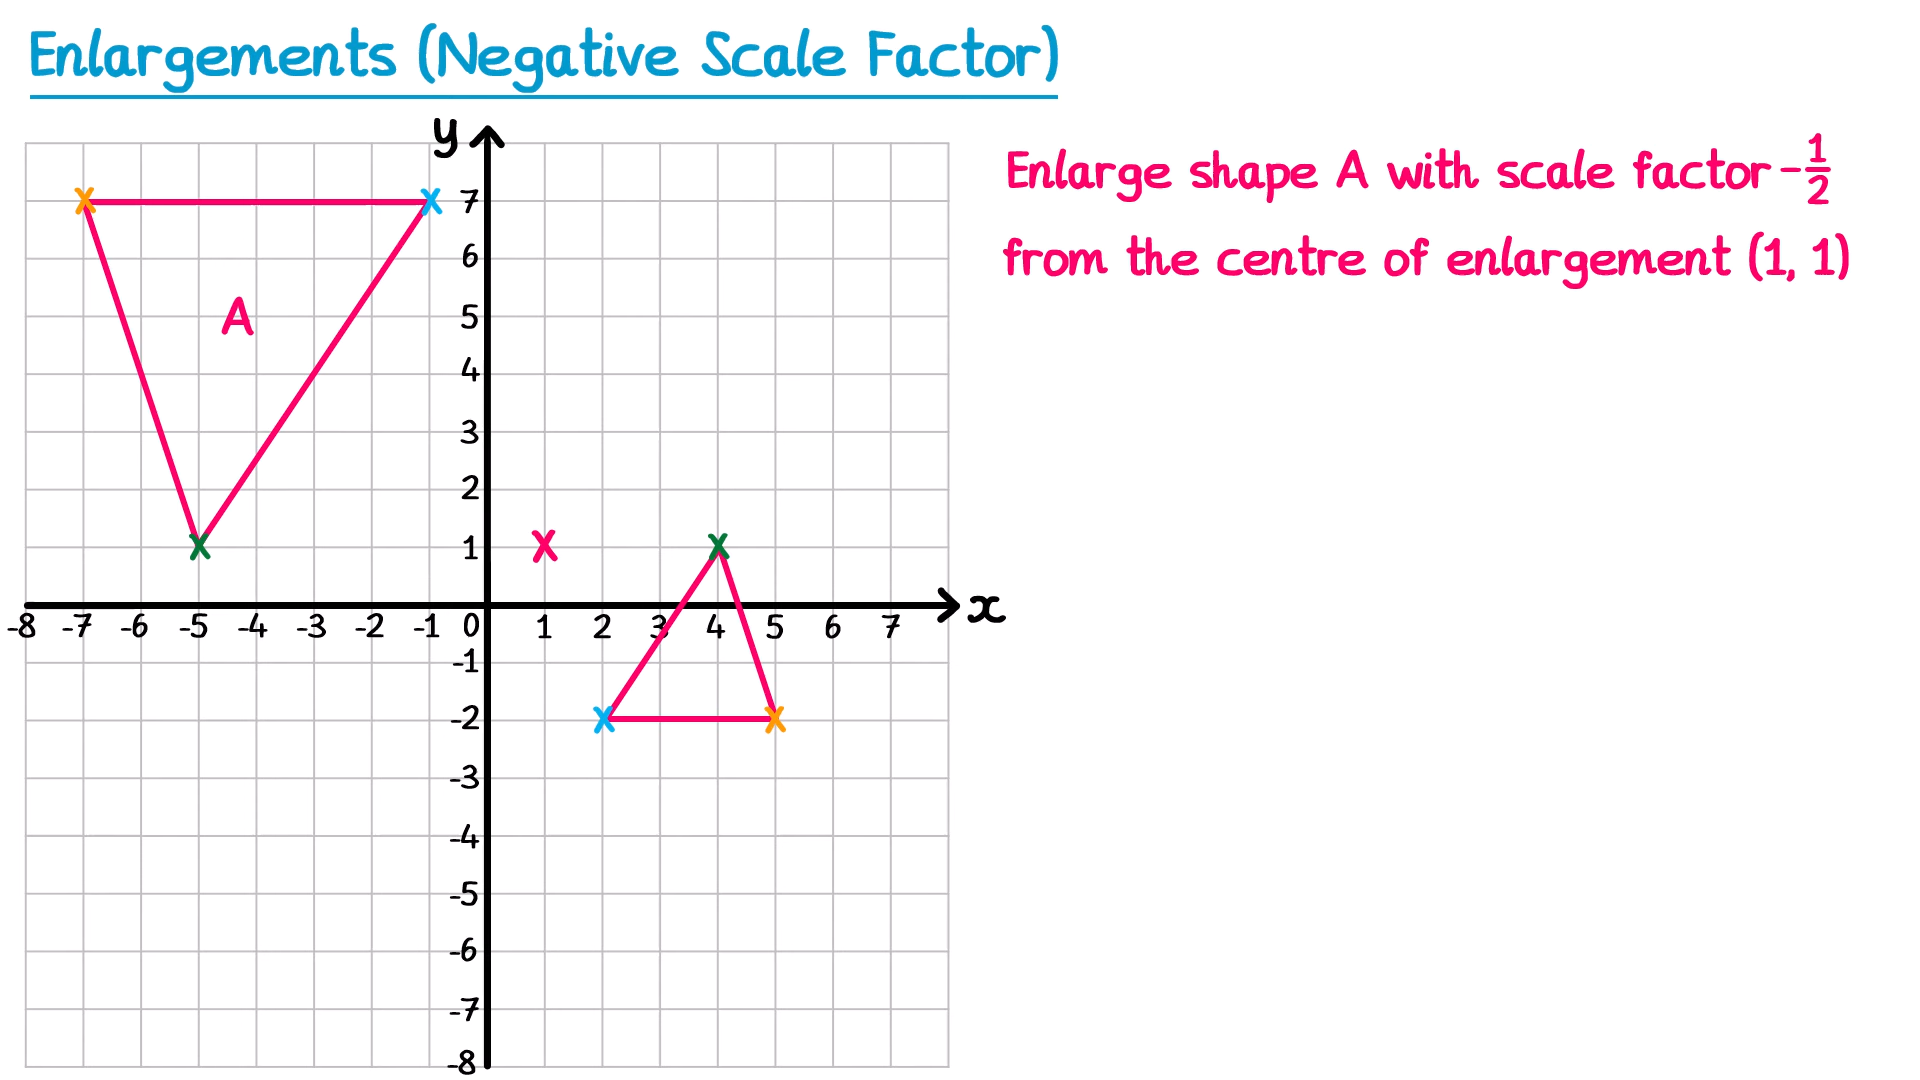 Enlargements (Negative Scale Factor)
y
Enlarge shape A with scale factor -1/2
from the centre of enlargement (1, 1)
7
6
A
5
4
3
2
1
x
-8 -7 -6 -5 -4 -3 -2 -1 0 1 2 3 4 5 6 7
-1
-2
-3
-4
-5
-6
-7
-8